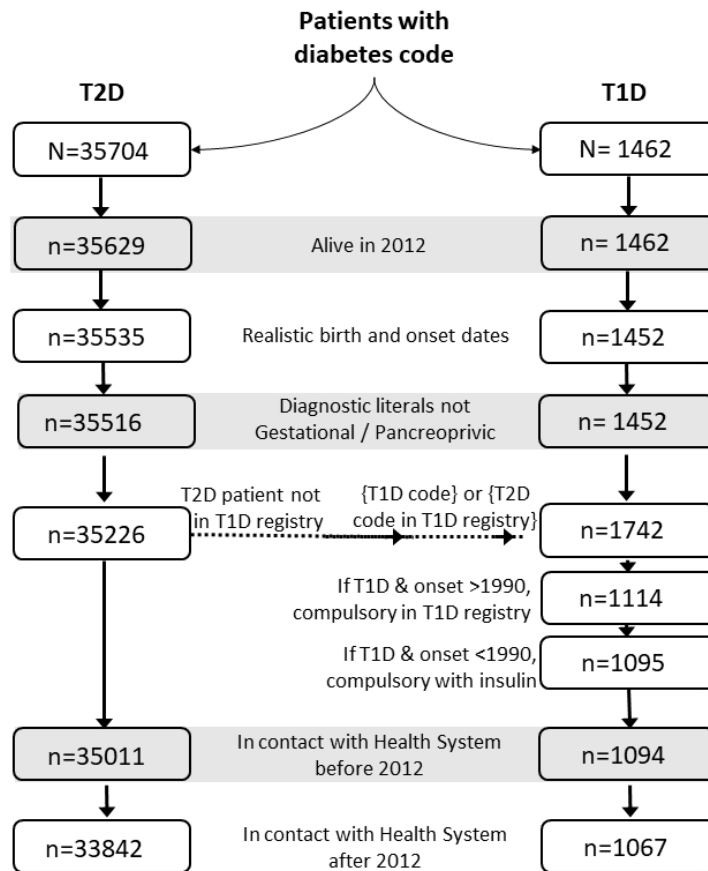 Patients with
diabetes code
T2D
T1D
N=35704
N= 1462
n=35629
Alive in 2012
n= 1462
n=35535
Realistic birth and onset dates
n=1452
n=35516
Diagnostic literals not
Gestational / Pancreoprivic
n= 1452
T2D patient not
in T1D registry
{T1D code} or {T2D
code in T1D registry}
n=35226
n=1742
If T1D & onset >1990,
compulsory in T1D registry
n=1114
If T1D & onset <1990,
compulsory with insulin
n=1095
n=35011
In contact with Health System
before 2012
n=1094
n=33842
In contact with Health System
after 2012
n=1067